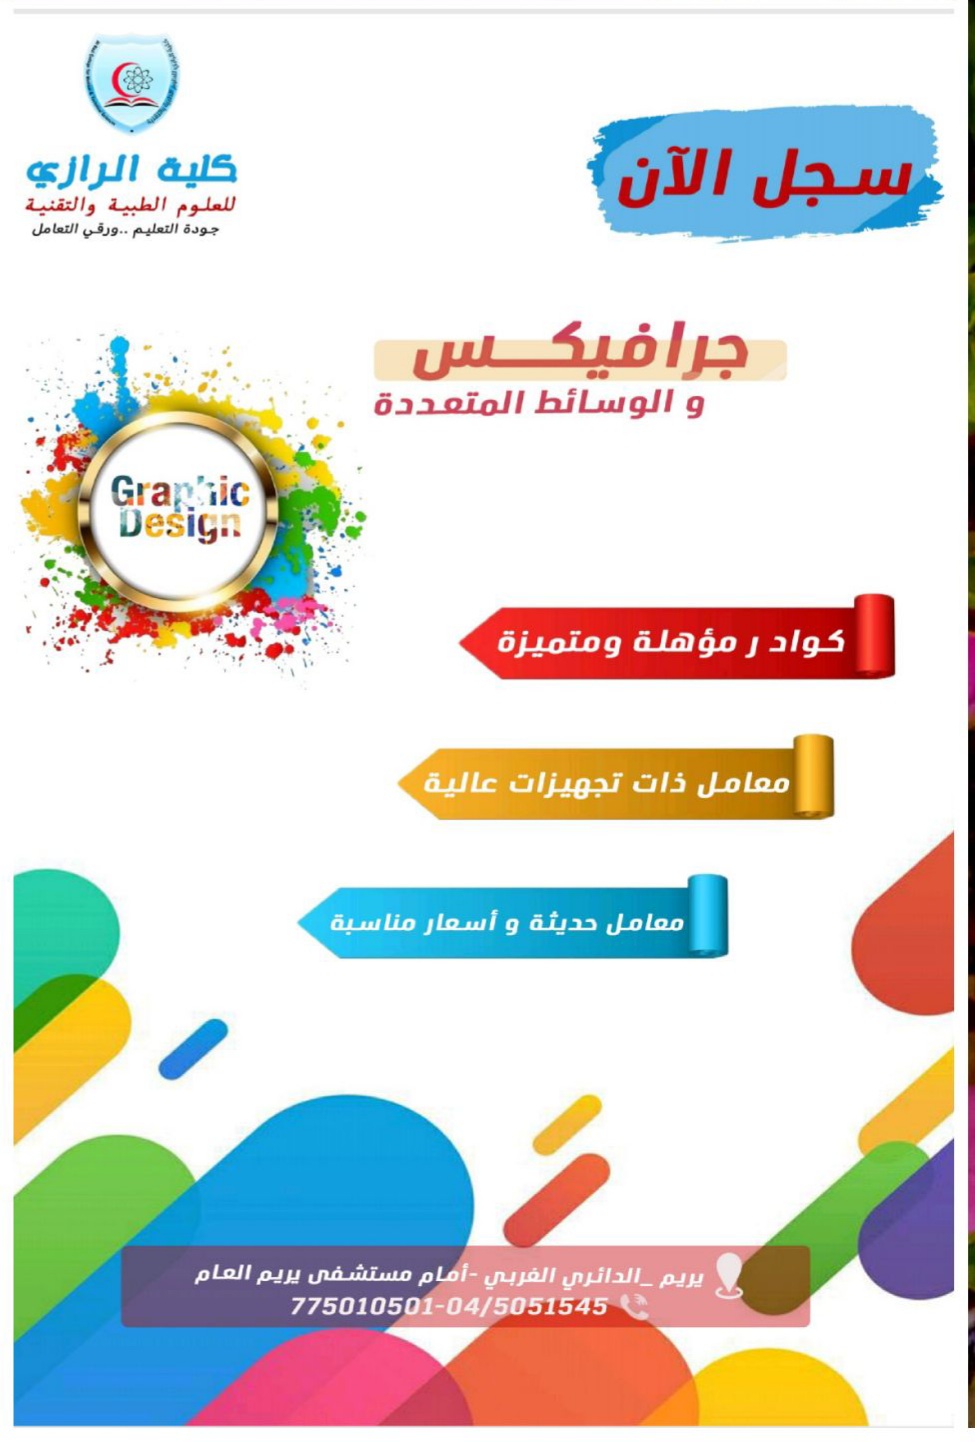 كلية الرازي
للعلوم الطبية والتقنية
جودة التعليم ..ورقي التعامل
سجل الآن
جرافيكس
و الوسائط المتعددة
Graphic
Design
كواد ر مؤهلة ومتميزة
معامل ذات تجهيزات عالية
معامل حديثة و أسعار مناسبة
يريم _الدائري الغربي -أمام مستشفى يريم العام
775010501-04/5051545